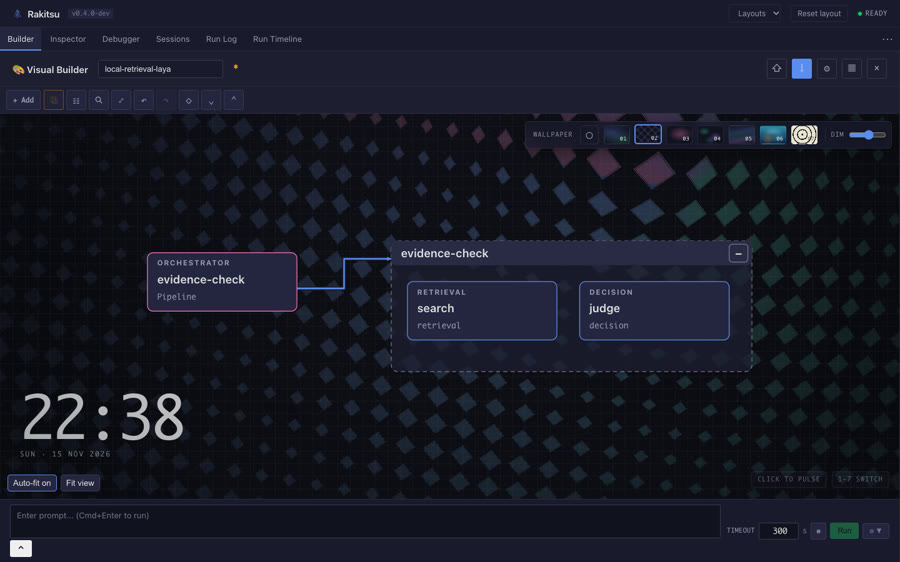 Rakitsu
v0.4.0-dev
Layouts
Reset layout
READY
Builder
Inspector
Debugger
Sessions
Run Log
Run Timeline
Visual Builder
local-retrieval-laya
+ Add
WALLPAPER
01
02
03
04
05
06
DIM
ORCHESTRATOR
evidence-check
Pipeline
evidence-check
RETRIEVAL
search
retrieval
DECISION
judge
decision
22:38
SUN · 15 NOV 2026
Auto-fit on
Fit view
CLICK TO PULSE
1-7 SWITCH
Enter prompt... (Cmd+Enter to run)
TIMEOUT
300
s
Run